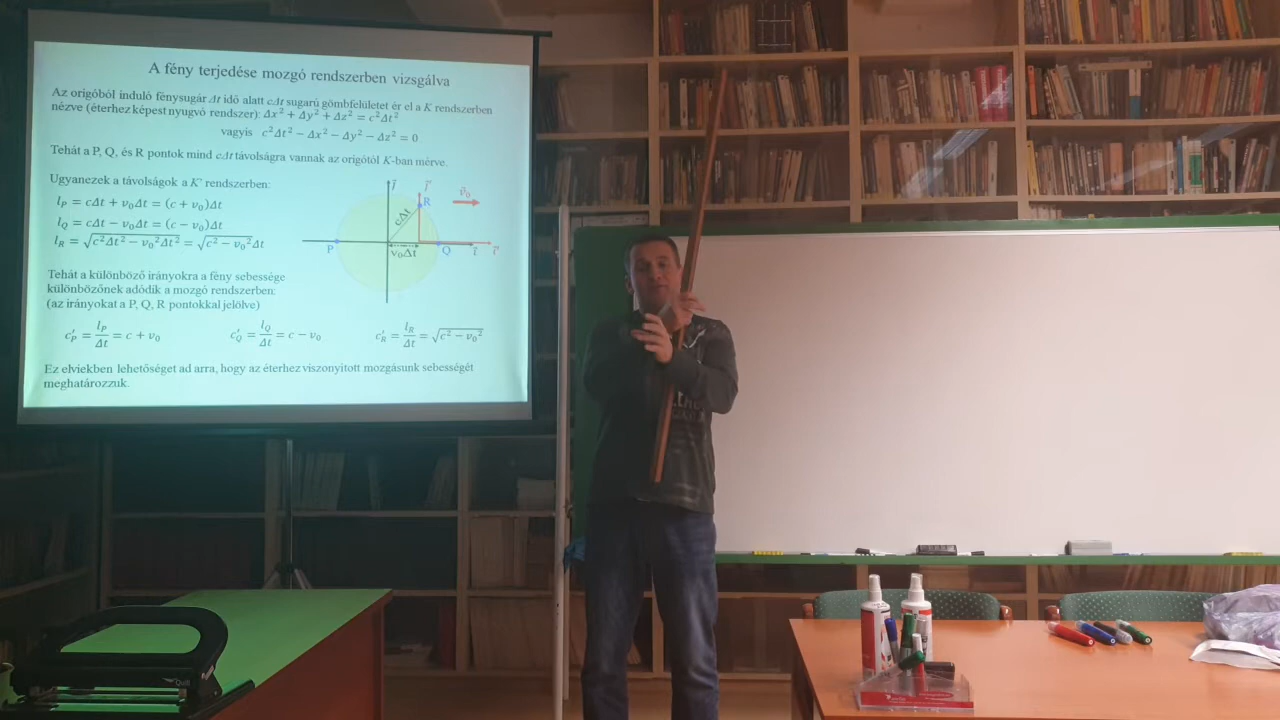 A fény terjedése mozgó rendszerben vizsgálva
Az origóból induló fénysugár Δt idő alatt cΔt sugarú gömbfelületet ér el a K rendszerben
nézve (éterhez képest nyugvó rendszer): Δx² + Δy² + Δz² = c²Δt²
vagyis c²Δt² − Δx² − Δy² − Δz² = 0
Tehát a P, Q, és R pontok mind cΔt távolságra vannak az origótól K-ban mérve.
Ugyanezek a távolságok a K' rendszerben:
l_P = cΔt + v₀Δt = (c + v₀)Δt
l_Q = cΔt − v₀Δt = (c − v₀)Δt
l_R = √(c²Δt² − v₀²Δt²) = √(c² − v₀²)Δt
R
v⃗₀
cΔt
P
Q
v₀Δt
Tehát a különböző irányokra a fény sebessége
különbözőnek adódik a mozgó rendszerben:
(az irányokat a P, Q, R pontokkal jelölve)
c'_P = l_P/Δt = c + v₀ c'_Q = l_Q/Δt = c − v₀ c'_R = l_R/Δt = √(c² − v₀²)
Ez elviekben lehetőséget ad arra, hogy az éterhez viszonyított mozgásunk sebességét
meghatározzuk.